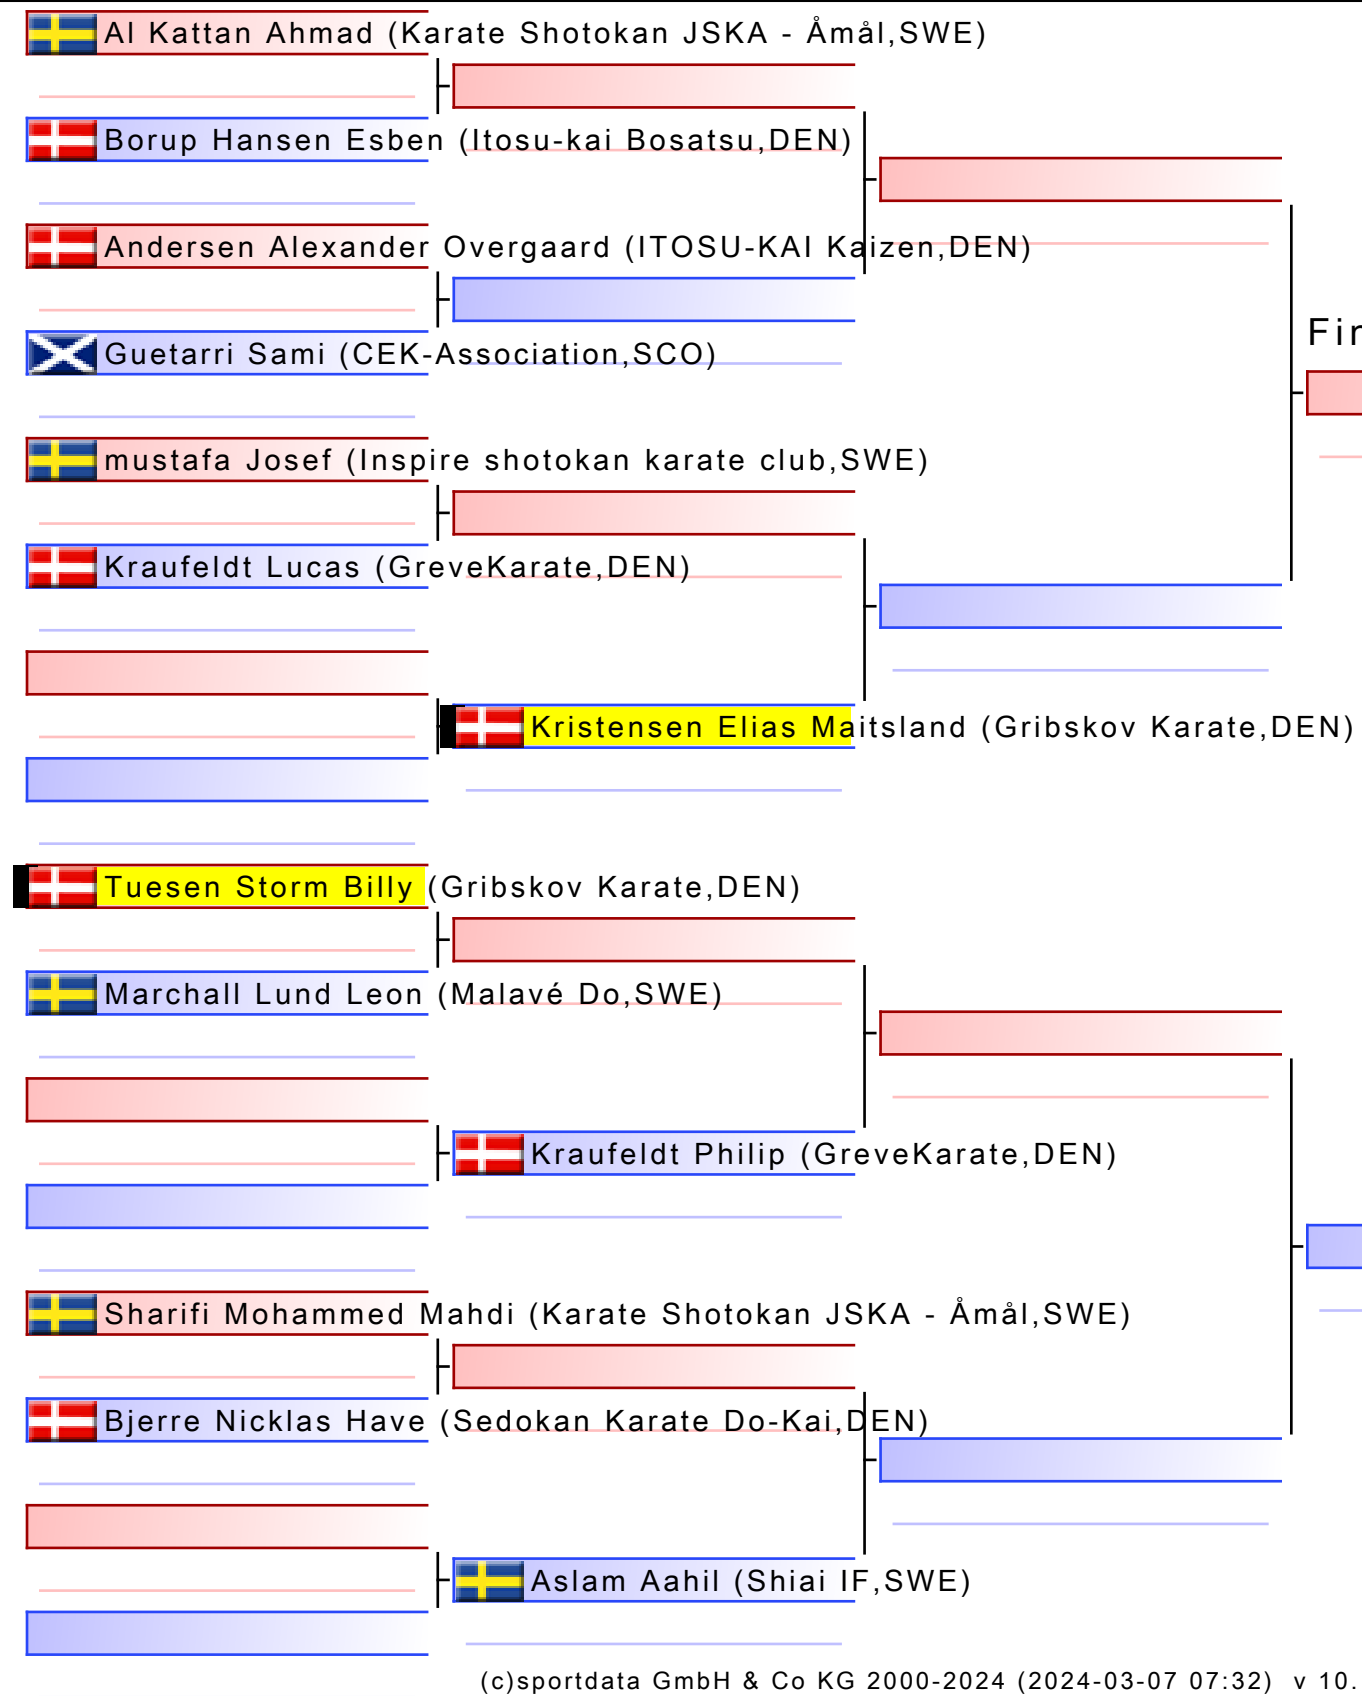 Al Kattan Ahmad (Karate Shotokan JSKA - Åmål,SWE)
Borup Hansen Esben (Itosu-kai Bosatsu,DEN)
Andersen Alexander Overgaard (ITOSU-KAI Kaizen,DEN)
Guetarri Sami (CEK-Association,SCO)
mustafa Josef (Inspire shotokan karate club,SWE)
Kraufeldt Lucas (GreveKarate,DEN)
Kristensen Elias Maitsland (Gribskov Karate,DEN)
Tuesen Storm Billy (Gribskov Karate,DEN)
Marchall Lund Leon (Malavé Do,SWE)
Kraufeldt Philip (GreveKarate,DEN)
Sharifi Mohammed Mahdi (Karate Shotokan JSKA - Åmål,SWE)
Bjerre Nicklas Have (Sedokan Karate Do-Kai,DEN)
Aslam Aahil (Shiai IF,SWE)
(c)sportdata GmbH & Co KG 2000-2024 (2024-03-07 07:32) v 10.